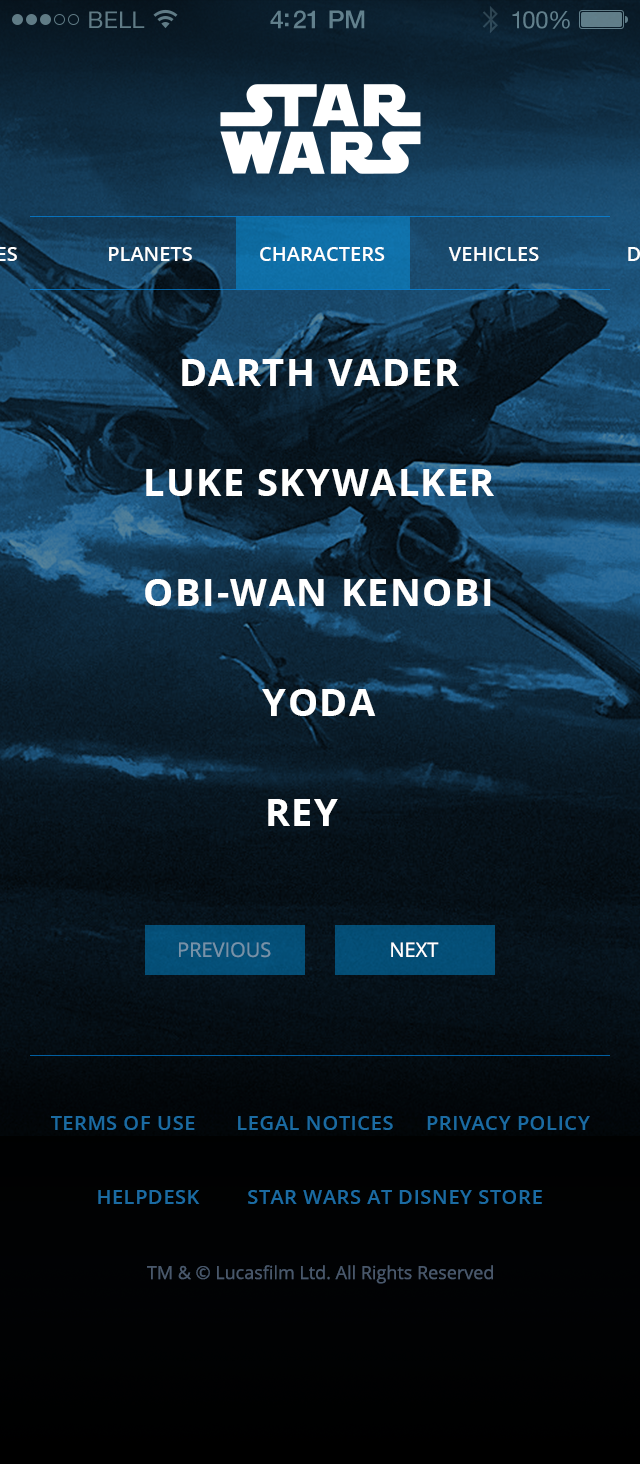 BELL 4:21 PM 100%
STAR
WARS
ES PLANETS CHARACTERS VEHICLES D
DARTH VADER
LUKE SKYWALKER
OBI-WAN KENOBI
YODA
REY
PREVIOUS NEXT
TERMS OF USE LEGAL NOTICES PRIVACY POLICY
HELPDESK STAR WARS AT DISNEY STORE
TM & © Lucasfilm Ltd. All Rights Reserved